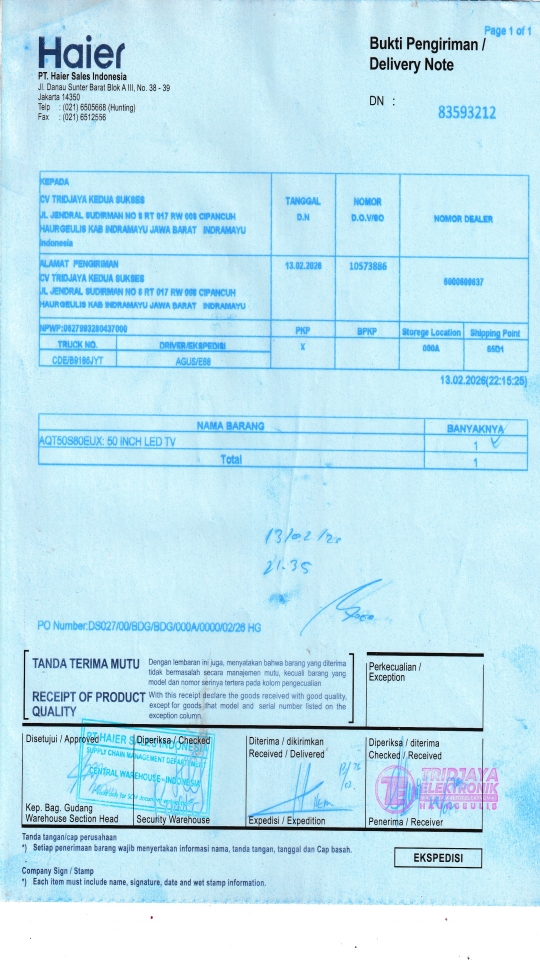 Page 1 of 1
Haier
PT. Haier Sales Indonesia
Jl. Danau Sunter Barat Blok A III, No. 38 - 39
Jakarta 14350
Telp : (021) 6505668 (Hunting)
Fax : (021) 6512556
Bukti Pengiriman /
Delivery Note
DN :
83593212
KEPADA
CV TRIDJAYA KEDUA SUKSES
JL JENDRAL SUDIRMAN NO 8 RT 017 RW 008 CIPANCUH
HAURGEULIS KAB INDRAMAYU JAWA BARAT INDRAMAYU
Indonesia
TANGGAL
D.N
NOMOR
D.O.V/SO
NOMOR DEALER
ALAMAT PENGIRIMAN
CV TRIDJAYA KEDUA SUKSES
JL JENDRAL SUDIRMAN NO 8 RT 017 RW 008 CIPANCUH
HAURGEULIS KAB INDRAMAYU JAWA BARAT INDRAMAYU
13.02.2026
10573886
NPWP:0627993280437000
PKP
BPKP
Storege Location
Shipping Point
TRUCK NO.
DRIVER/EKSPEDISI
X
000A
65D1
CDE/B9186JYT
AGUS/E88
13.02.2026(22:15:25)
NAMA BARANG
BANYAKNYA
AQT50S80EUX: 50 INCH LED TV
1
Total
1
21.35
PO Number:DS027/00/BDG/BDG/000A/0000/02/26 HG
TANDA TERIMA MUTU
Dengan lembaran ini juga, menyatakan bahwa barang yang diterima
tidak bermasalah secara manajemen mutu, kecuali barang yang
model dan nomor serinya tertera pada kolom pengecualian
RECEIPT OF PRODUCT
QUALITY
With this receipt declare the goods received with good quality,
except for goods that model and serial number listed on the
exception column.
Perkecualian /
Exception
Disetujui / Approved
Diperiksa / Checked
Diterima / dikirimkan
Received / Delivered
Diperiksa / diterima
Checked / Received
PT HAIER SALES INDONESIA
SUPPLY CHAIN MANAGEMENT DEPARTMENT
CENTRAL WAREHOUSE - INDONESIA
TRIDJAYA
ELEKTRONIK
HAURGEULIS
Kep. Bag. Gudang
Warehouse Section Head
Security Warehouse
Expedisi / Expedition
Penerima / Receiver
Tanda tangan/cap perusahaan
*) Setiap penerimaan barang wajib menyertakan informasi nama, tanda tangan, tanggal dan Cap basah.
EKSPEDISI
Company Sign / Stamp
*) Each item must include name, signature, date and wet stamp information.